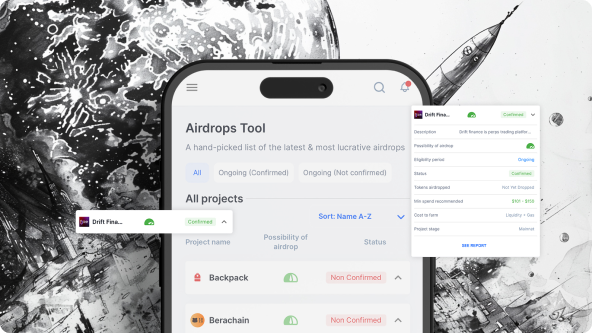 Airdrops Tool
A hand-picked list of the latest & most lucrative airdrops
All
Ongoing (Confirmed)
Ongoing (Not confirmed)
All projects
Sort: Name A-Z
Drift Fina...
Confirmed
Project name
Possibility of
airdrop
Status
Backpack
Non Confirmed
Berachain
Non Confirmed
Drift Fina...
Confirmed
Description
Drift finance is perps trading platform...
Possibility of airdrop
Eligibility period
Ongoing
Status
Confirmed
Tokens airdropped
Not Yet Dropped
Min spend recommended
$101 - $150
Cost to farm
Liquidity + Gas
Project stage
Mainnet
SEE REPORT